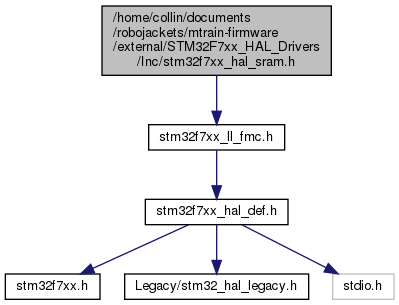 /home/collin/documents
/robojackets/mtrain-firmware
/external/STM32F7xx_HAL_Drivers
/Inc/stm32f7xx_hal_sram.h
stm32f7xx_ll_fmc.h
stm32f7xx_hal_def.h
stm32f7xx.h
Legacy/stm32_hal_legacy.h
stdio.h